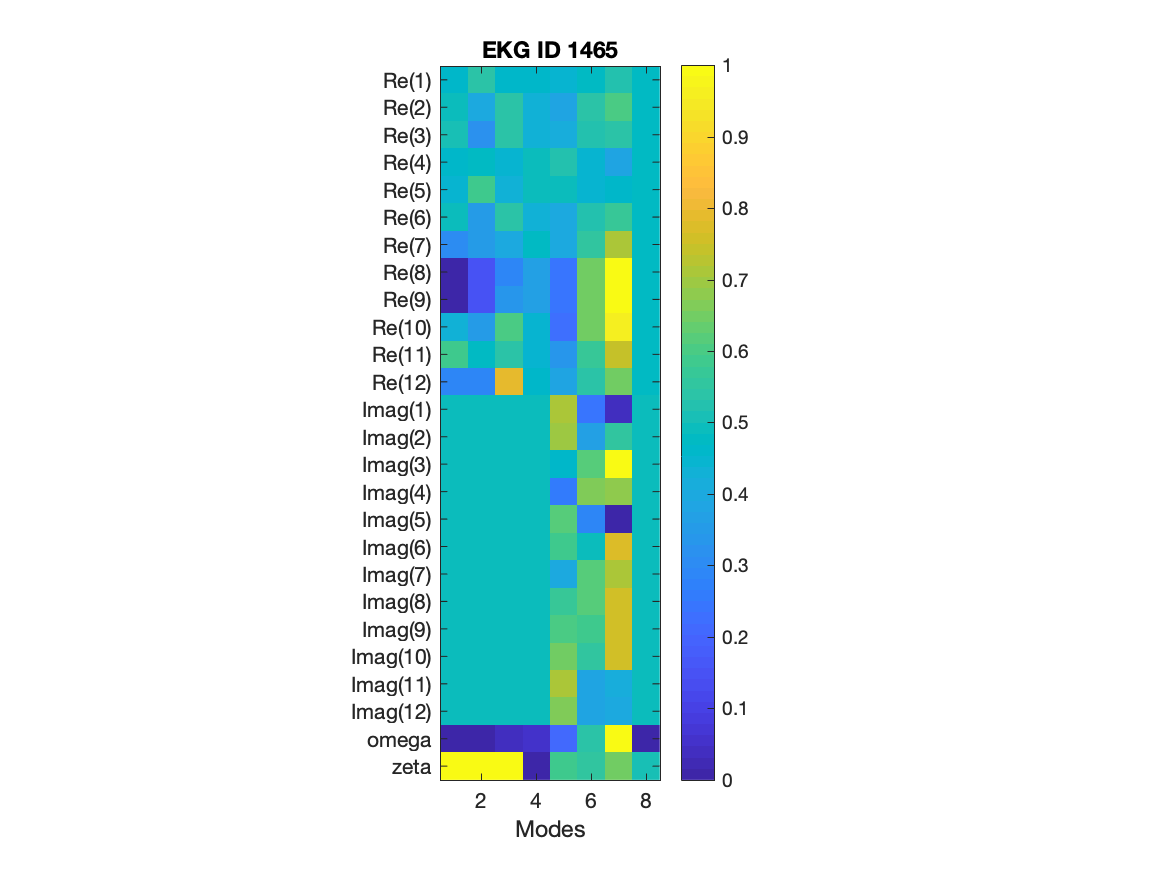 EKG ID 1465
Re(1)
Re(2)
Re(3)
Re(4)
Re(5)
Re(6)
Re(7)
Re(8)
Re(9)
Re(10)
Re(11)
Re(12)
Imag(1)
Imag(2)
Imag(3)
Imag(4)
Imag(5)
Imag(6)
Imag(7)
Imag(8)
Imag(9)
Imag(10)
Imag(11)
Imag(12)
omega
zeta
2 4 6 8
Modes
1
0.9
0.8
0.7
0.6
0.5
0.4
0.3
0.2
0.1
0